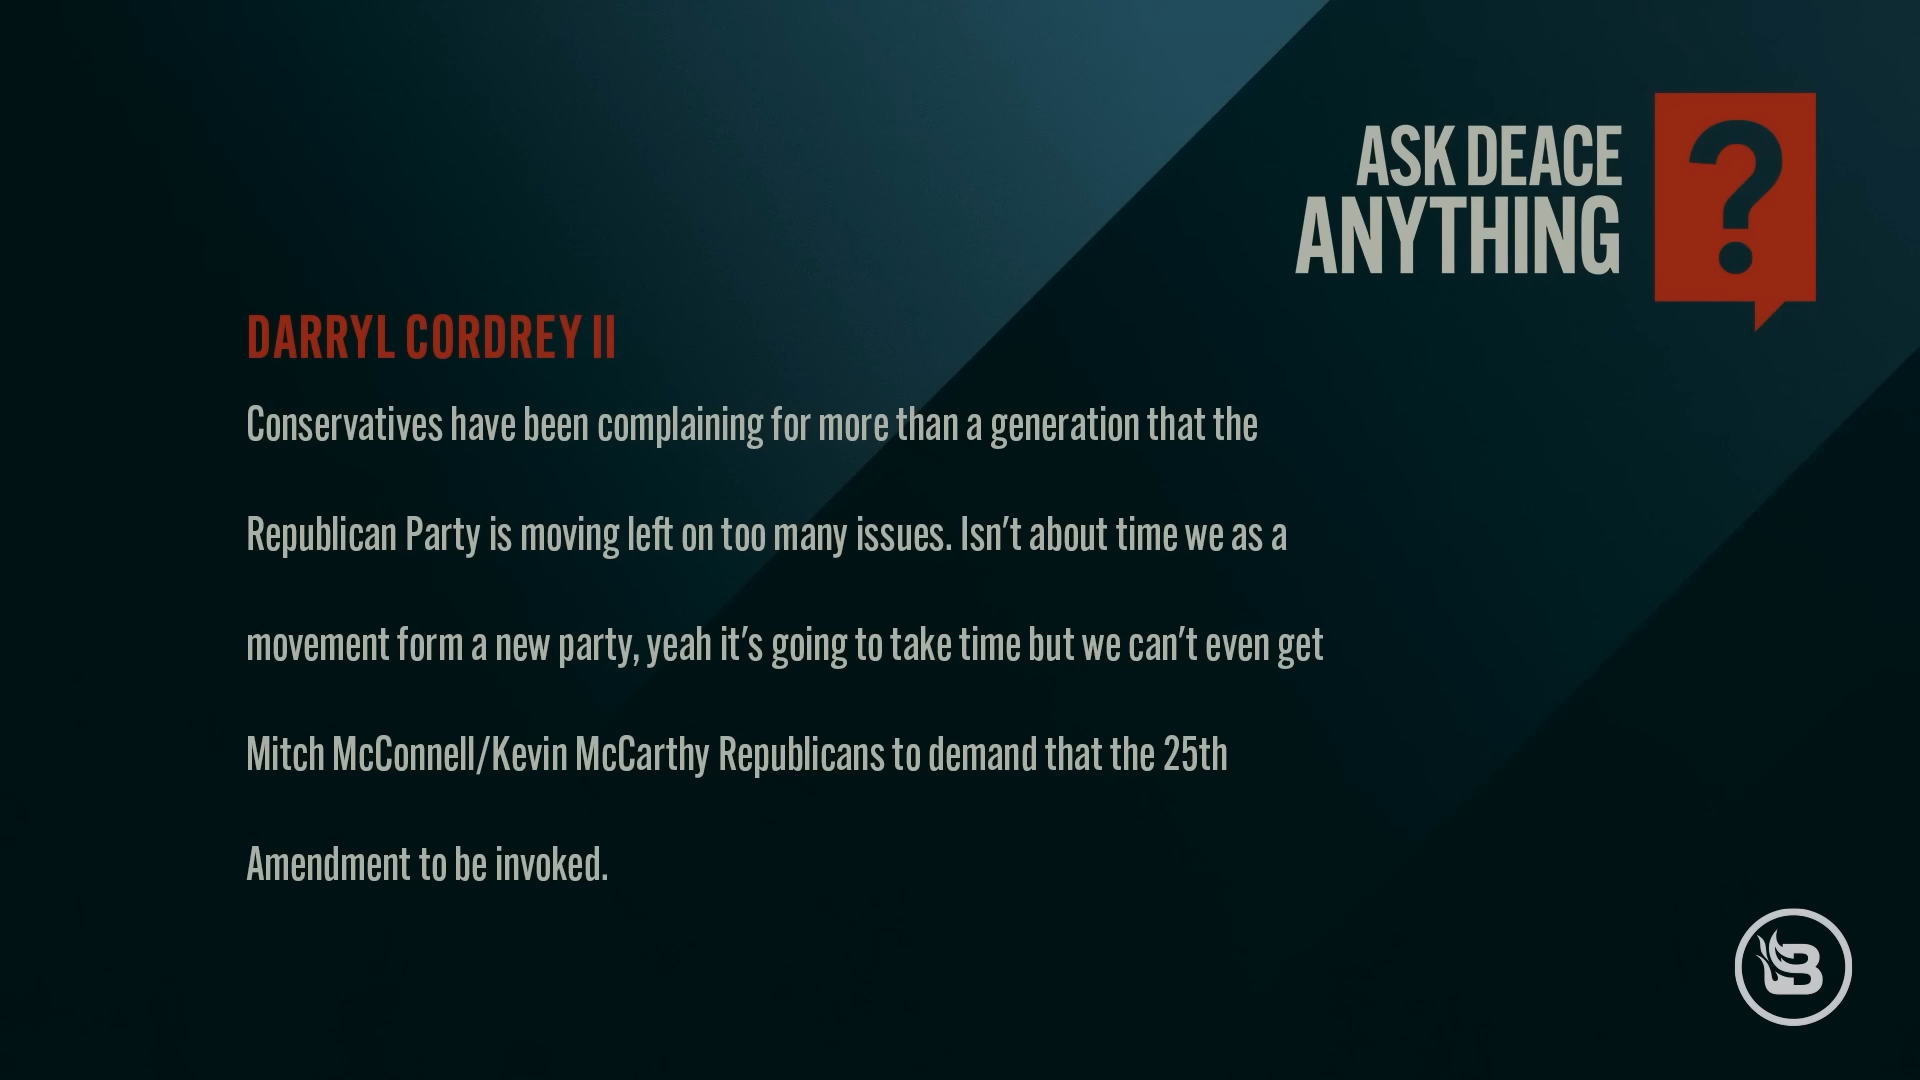 ASK DEACE
ANYTHING
?
DARRYL CORDREY II
Conservatives have been complaining for more than a generation that the
Republican Party is moving left on too many issues. Isn't about time we as a
movement form a new party, yeah it's going to take time but we can't even get
Mitch McConnell/Kevin McCarthy Republicans to demand that the 25th
Amendment to be invoked.
B